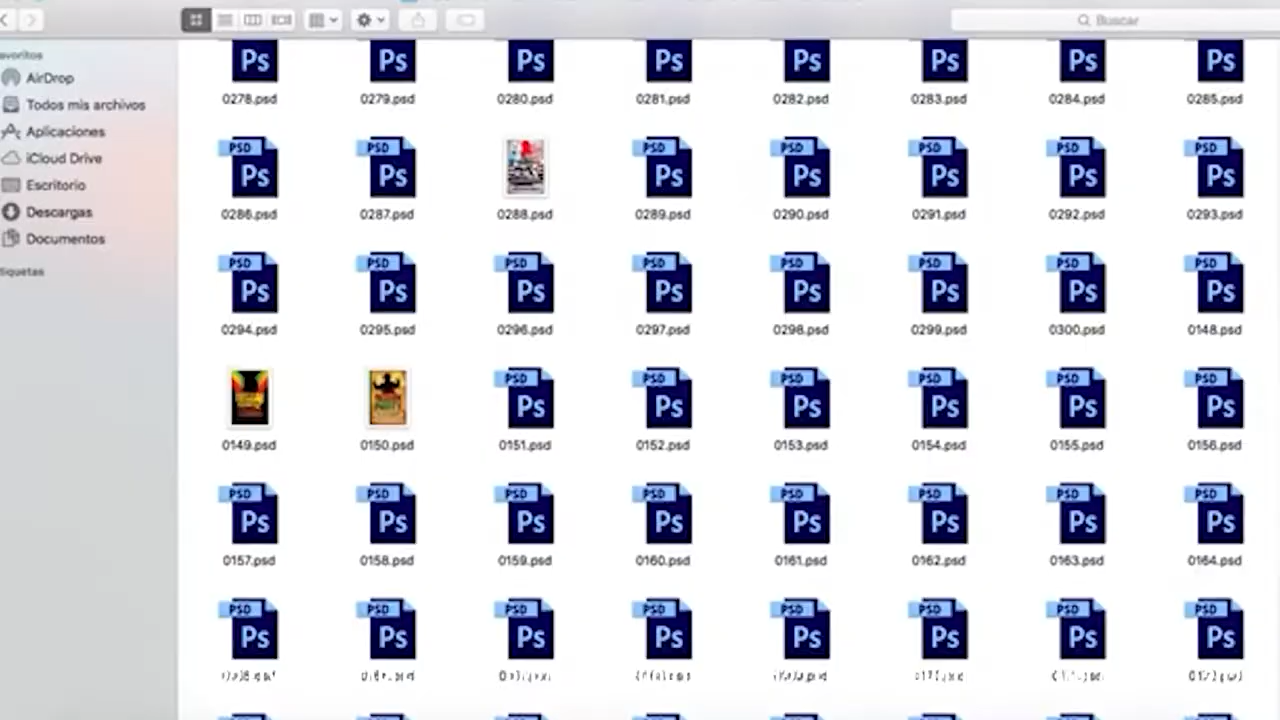 Buscar
avoritos
AirDrop
Todos mis archivos
Aplicaciones
iCloud Drive
Escritorio
Descargas
Documentos
tiquetas
Ps Ps Ps Ps Ps Ps Ps Ps
0278.psd 0279.psd 0280.psd 0281.psd 0282.psd 0283.psd 0284.psd 0285.psd
PSD PSD PSD PSD PSD PSD PSD
Ps Ps Ps Ps Ps Ps Ps
0286.psd 0287.psd 0288.psd 0289.psd 0290.psd 0291.psd 0292.psd 0293.psd
PSD PSD PSD PSD PSD PSD PSD PSD
Ps Ps Ps Ps Ps Ps Ps Ps
0294.psd 0295.psd 0296.psd 0297.psd 0298.psd 0299.psd 0300.psd 0148.psd
PSD PSD PSD PSD PSD PSD
Ps Ps Ps Ps Ps Ps
0149.psd 0150.psd 0151.psd 0152.psd 0153.psd 0154.psd 0155.psd 0156.psd
PSD PSD PSD PSD PSD PSD PSD PSD
Ps Ps Ps Ps Ps Ps Ps Ps
0157.psd 0158.psd 0159.psd 0160.psd 0161.psd 0162.psd 0163.psd 0164.psd
PSD PSD PSD PSD PSD PSD PSD PSD
Ps Ps Ps Ps Ps Ps Ps Ps